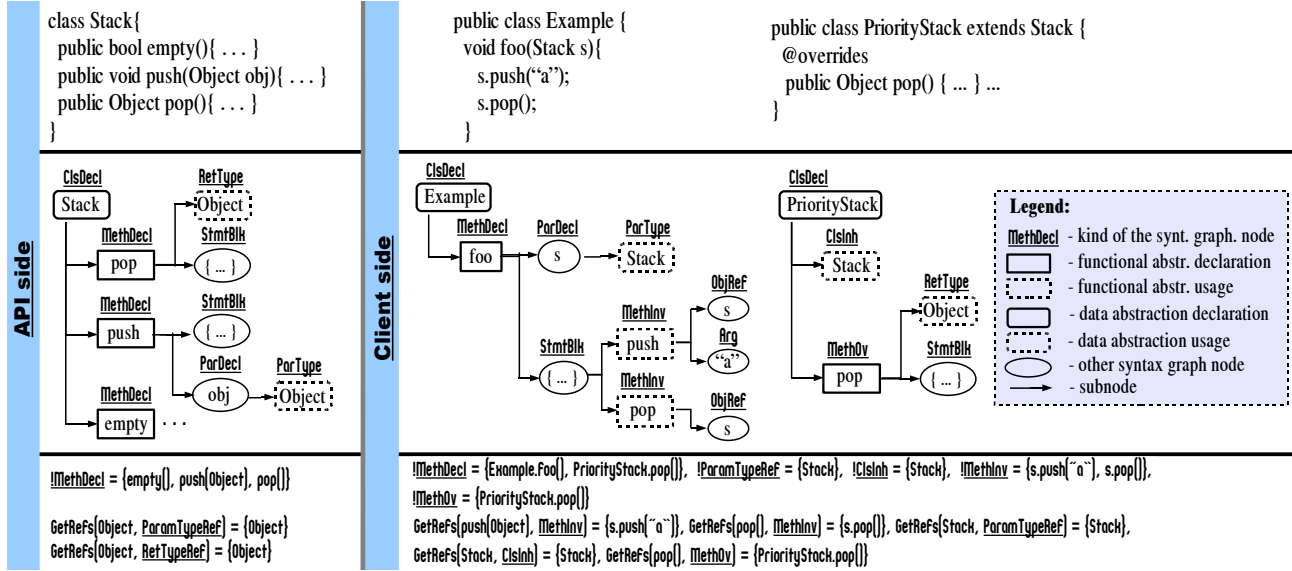 class Stack{
public bool empty(){ . . . }
public void push(Object obj){ . . . }
public Object pop(){ . . . }
}
public class Example {
void foo(Stack s){
s.push(“a”);
s.pop();
}
public class PriorityStack extends Stack {
@overrides
public Object pop() { ... } ...
}
API side
ClsDecl
Stack
RetType
Object
MethDecl
pop
StmtBlk
{ ... }
MethDecl
push
StmtBlk
{ ... }
ParDecl
obj
ParType
Object
MethDecl
empty
. . .
Client side
ClsDecl
Example
MethDecl
foo
ParDecl
s
ParType
Stack
StmtBlk
{ ... }
MethInv
push
ObjRef
s
Arg
“a”
MethInv
pop
ObjRef
s
ClsDecl
PriorityStack
ClsInh
Stack
RetType
Object
MethOv
pop
StmtBlk
{ ... }
Legend:
MethDecl - kind of the synt. graph. node
- functional abstr. declaration
- functional abstr. usage
- data abstraction declaration
- data abstraction usage
- other syntax graph node
- subnode
!MethDecl = {empty(), push(Object), pop()}
GetRefs(Object, ParamTypeRef) = {Object}
GetRefs(Object, RetTypeRef) = {Object}
!MethDecl = {Example.foo(), PriorityStack.pop()}, !ParamTypeRef = {Stack}, !ClsInh = {Stack}, !MethInv = {s.push(“a“), s.pop()},
!MethOv = {PriorityStack.pop()}
GetRefs(push(Object), MethInv) = {s.push(“a“)}, GetRefs(pop(), MethInv) = {s.pop()}, GetRefs(Stack, ParamTypeRef) = {Stack},
GetRefs(Stack, ClsInh) = {Stack}, GetRefs(pop(), MethOv) = {PriorityStack.pop()}